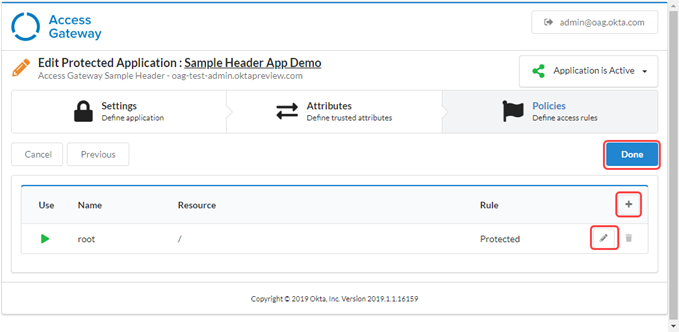 Access
Gateway
admin@oag.okta.com
Edit Protected Application : Sample Header App Demo
Access Gateway Sample Header - oag-test-admin.oktapreview.com
Application is Active
Settings
Define application
Attributes
Define trusted attributes
Policies
Define access rules
Cancel
Previous
Done
Use Name Resource Rule +
root / Protected
Copyright © 2019 Okta, Inc. Version 2019.1.1.16159